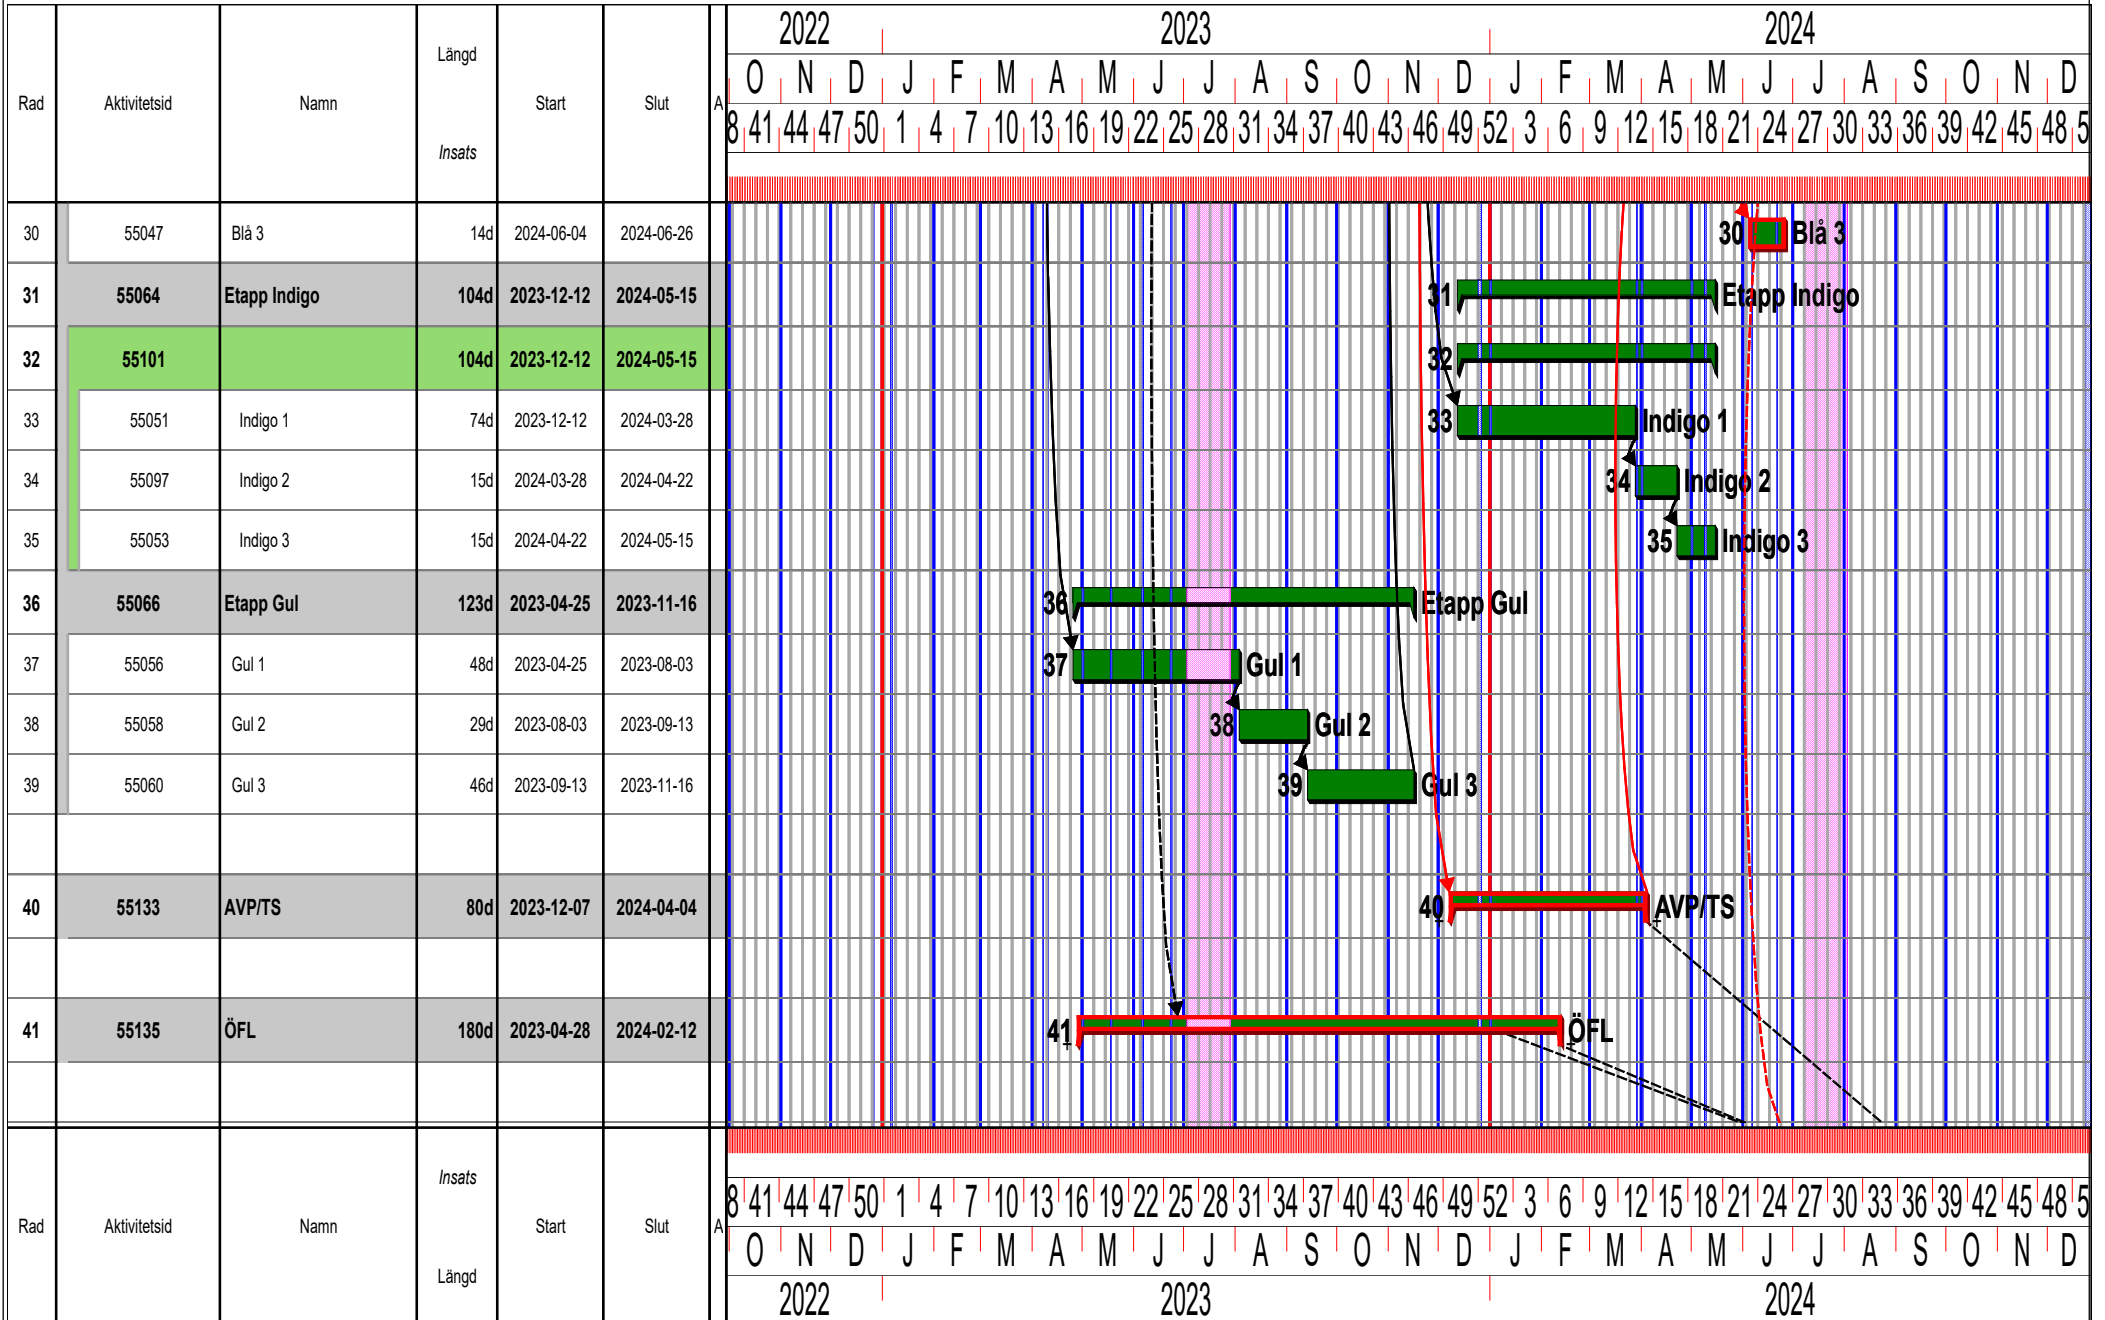 2022 2023 2024
O N D J F M A M J J A S O N D J F M A M J J A S O N D
Rad Aktivitetsid Namn Längd Insats Start Slut A
8 41 44 47 50 1 4 7 10 13 16 19 22 25 28 31 34 37 40 43 46 49 52 3 6 9 12 15 18 21 24 27 30 33 36 39 42 45 48 5
30 55047 Blå 3 14d 2024-06-04 2024-06-26 30 Blå 3
31 55064 Etapp Indigo 104d 2023-12-12 2024-05-15 31 Etapp Indigo
32 55101 104d 2023-12-12 2024-05-15 32
33 55051 Indigo 1 74d 2023-12-12 2024-03-28 33 Indigo 1
34 55097 Indigo 2 15d 2024-03-28 2024-04-22 34 Indigo 2
35 55053 Indigo 3 15d 2024-04-22 2024-05-15 35 Indigo 3
36 55066 Etapp Gul 123d 2023-04-25 2023-11-16 36 Etapp Gul
37 55056 Gul 1 48d 2023-04-25 2023-08-03 37 Gul 1
38 55058 Gul 2 29d 2023-08-03 2023-09-13 38 Gul 2
39 55060 Gul 3 46d 2023-09-13 2023-11-16 39 Gul 3
40 55133 AVP/TS 80d 2023-12-07 2024-04-04 40 AVP/TS
41 55135 ÖFL 180d 2023-04-28 2024-02-12 41 ÖFL
Rad Aktivitetsid Namn Insats Längd Start Slut A
8 41 44 47 50 1 4 7 10 13 16 19 22 25 28 31 34 37 40 43 46 49 52 3 6 9 12 15 18 21 24 27 30 33 36 39 42 45 48 5
O N D J F M A M J J A S O N D J F M A M J J A S O N D
2022 2023 2024